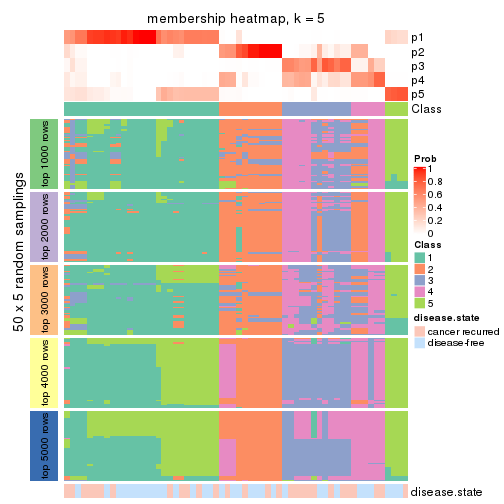 membership heatmap, k = 5
p1
p2
p3
p4
p5
Class
50 x 5 random samplings
top 1000 rows
top 2000 rows
top 3000 rows
top 4000 rows
top 5000 rows
disease.state
Prob
1
0.8
0.6
0.4
0.2
0
Class
1
2
3
4
5
disease.state
cancer recurred
disease-free